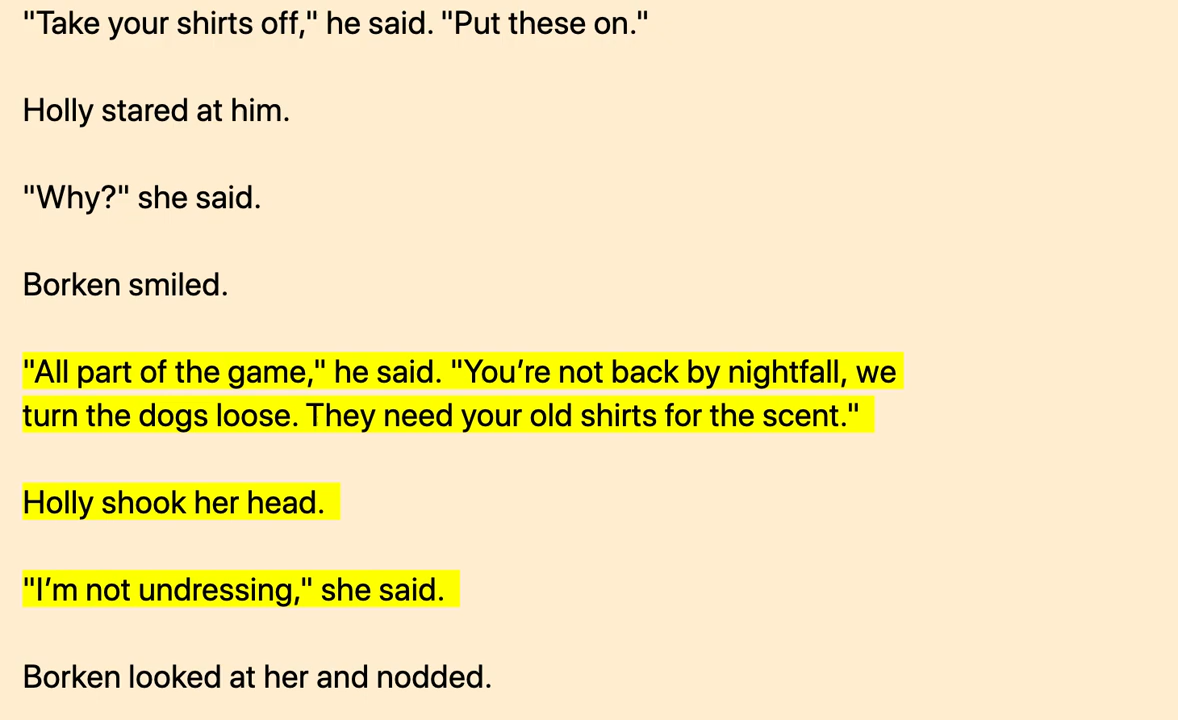 "Take your shirts off," he said. "Put these on."
Holly stared at him.
"Why?" she said.
Borken smiled.
"All part of the game," he said. "You’re not back by nightfall, we
turn the dogs loose. They need your old shirts for the scent."
Holly shook her head.
"I’m not undressing," she said.
Borken looked at her and nodded.